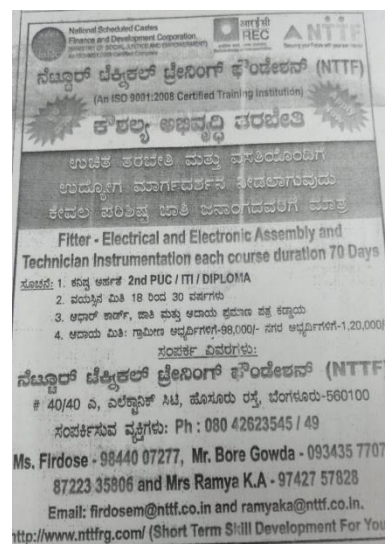 National Scheduled Castes
Finance and Development Corporation
(MINISTRY OF SOCIAL JUSTICE AND EMPOWERMENT)
आर ई सी
REC
NTTF
ನೆಟ್ಟೂರ್ ಟೆಕ್ನಿಕಲ್ ಟ್ರೇನಿಂಗ್ ಫೌಂಡೇಶನ್ (NTTF)
(An ISO 9001:2008 Certified Training Institution)
ಕೌಶಲ್ಯ ಅಭಿವೃದ್ಧಿ ತರಬೇತಿ
ಉಚಿತ ತರಬೇತಿ ಮತ್ತು ವಸತಿಯೊಂದಿಗೆ
ಉದ್ಯೋಗ ಮಾರ್ಗದರ್ಶನ ನೀಡಲಾಗುವುದು
ಕೇವಲ ಪರಿಶಿಷ್ಟ ಜಾತಿ ಜನಾಂಗದವರಿಗೆ ಮಾತ್ರ
Fitter - Electrical and Electronic Assembly and
Technician Instrumentation each course duration 70 Days
ಸೂಚನೆ: 1. ಕನಿಷ್ಠ ಅರ್ಹತೆ 2nd PUC / ITI / DIPLOMA
2. ವಯಸ್ಸಿನ ಮಿತಿ 18 ರಿಂದ 30 ವರ್ಷಗಳು
3. ಆಧಾರ್ ಕಾರ್ಡ್, ಜಾತಿ ಮತ್ತು ಆದಾಯ ಪ್ರಮಾಣ ಪತ್ರ ಕಡ್ಡಾಯ
4. ಆದಾಯ ಮಿತಿ: ಗ್ರಾಮೀಣ ಅಭ್ಯರ್ಥಿಗಳಿಗೆ-98,000/- ನಗರ ಅಭ್ಯರ್ಥಿಗಳಿಗೆ-1,20,000/
ಸಂಪರ್ಕ ವಿವರಗಳು:
ನೆಟ್ಟೂರ್ ಟೆಕ್ನಿಕಲ್ ಟ್ರೇನಿಂಗ್ ಫೌಂಡೇಶನ್ (NTTF
# 40/40 ಎ, ಎಲೆಕ್ಟ್ರಾನಿಕ್ ಸಿಟಿ, ಹೊಸೂರು ರಸ್ತೆ, ಬೆಂಗಳೂರು-560100
ಸಂಪರ್ಕಿಸುವ ವ್ಯಕ್ತಿಗಳು: Ph : 080 42623545 / 49
Ms. Firdose - 98440 07277, Mr. Bore Gowda - 093435 7707
87223 35806 and Mrs Ramya K.A - 97427 57828
Email: firdosem@nttf.co.in and ramyaka@nttf.co.in.
http://www.nttfrg.com/ (Short Term Skill Development For You